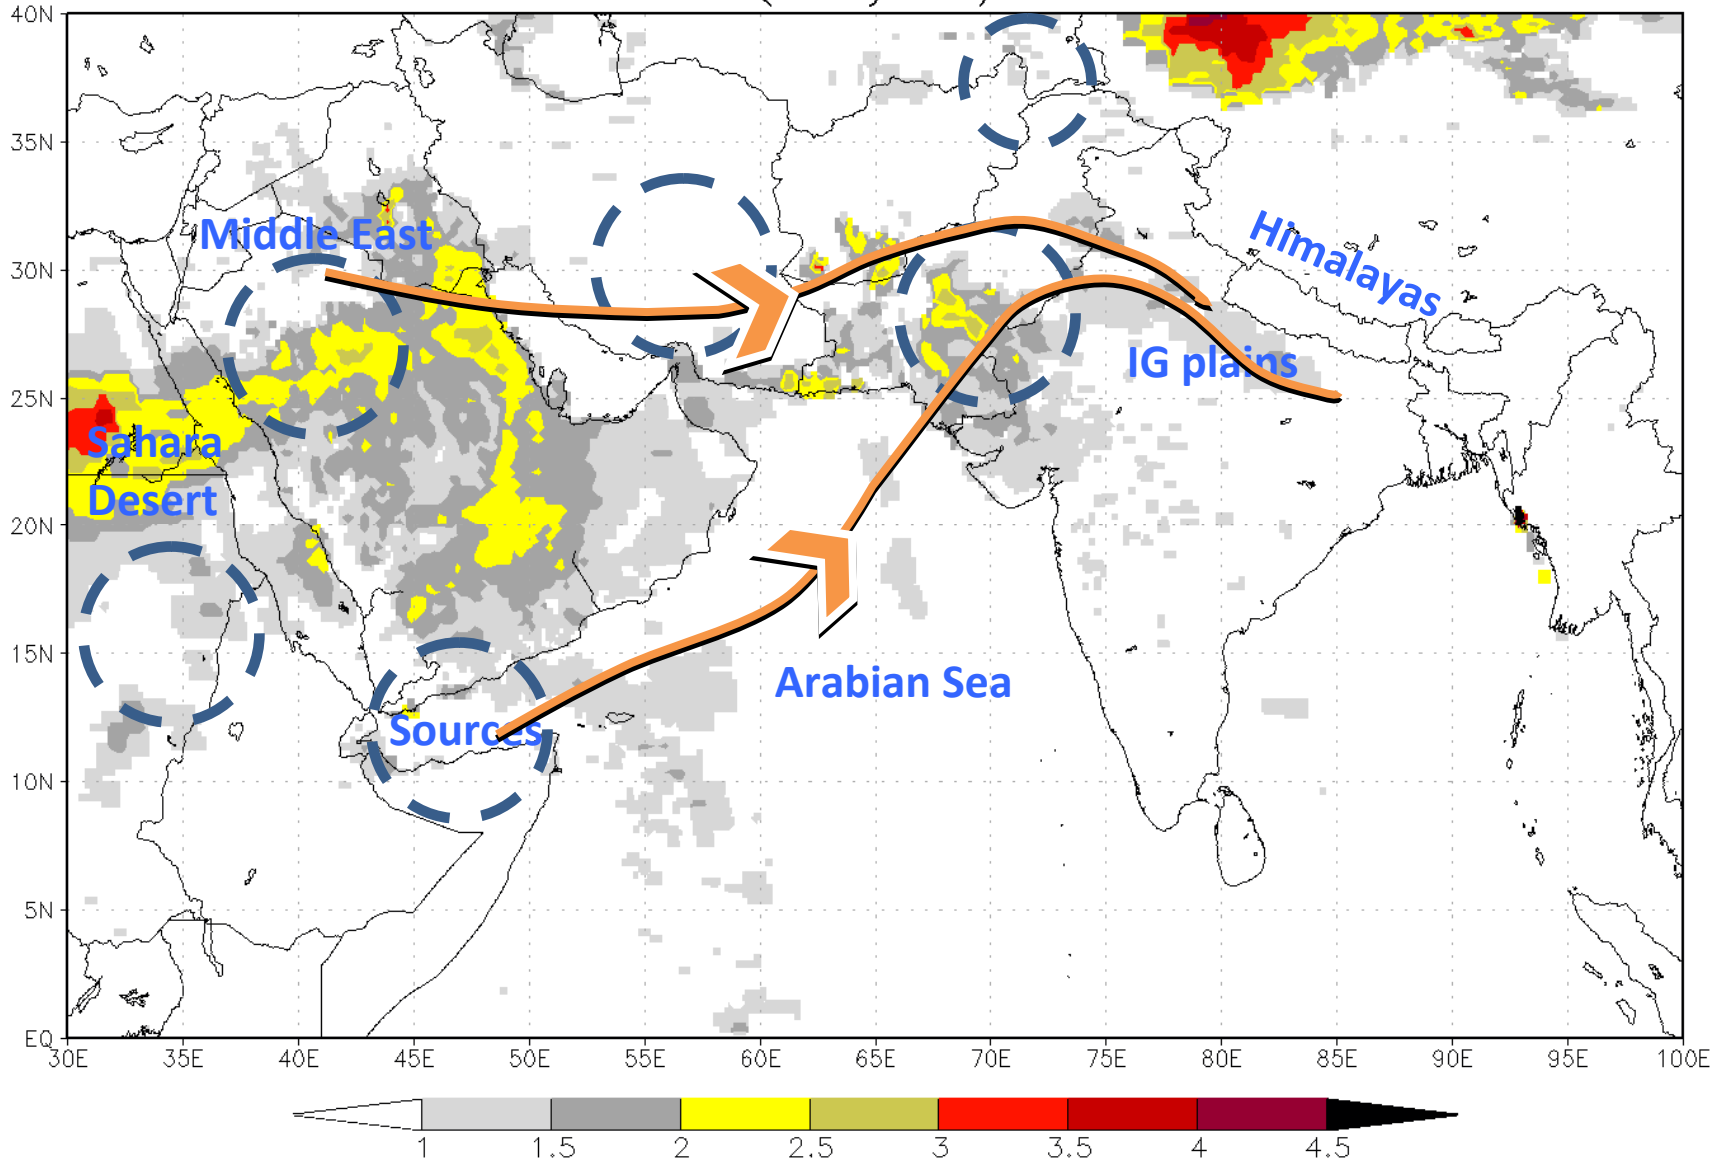 40N
35N
30N
25N
20N
15N
10N
5N
EQ
Middle East
Himalayas
IG plains
Sahara
Desert
Arabian Sea
Sources
30E 35E 40E 45E 50E 55E 60E 65E 70E 75E 80E 85E 90E 95E 100E
1 1.5 2 2.5 3 3.5 4 4.5